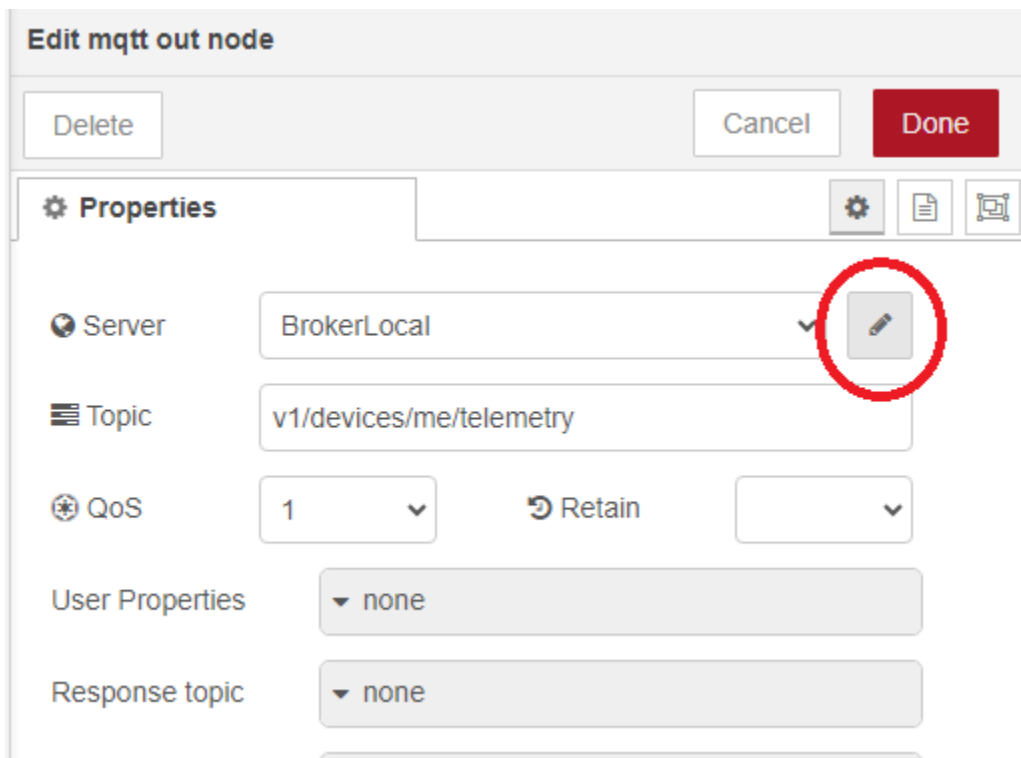 Edit mqtt out node
Delete Cancel Done
Properties
Server BrokerLocal
Topic v1/devices/me/telemetry
QoS 1 Retain
User Properties none
Response topic none